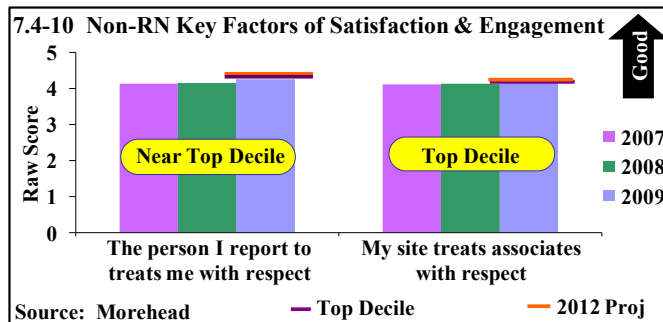 7.4-10 Non-RN Key Factors of Satisfaction & Engagement
Good
Raw Score
5
4
3
2
1
0
Near Top Decile
Top Decile
2007
2008
2009
The person I report to
treats me with respect
My site treats associates
with respect
Source: Morehead
Top Decile
2012 Proj